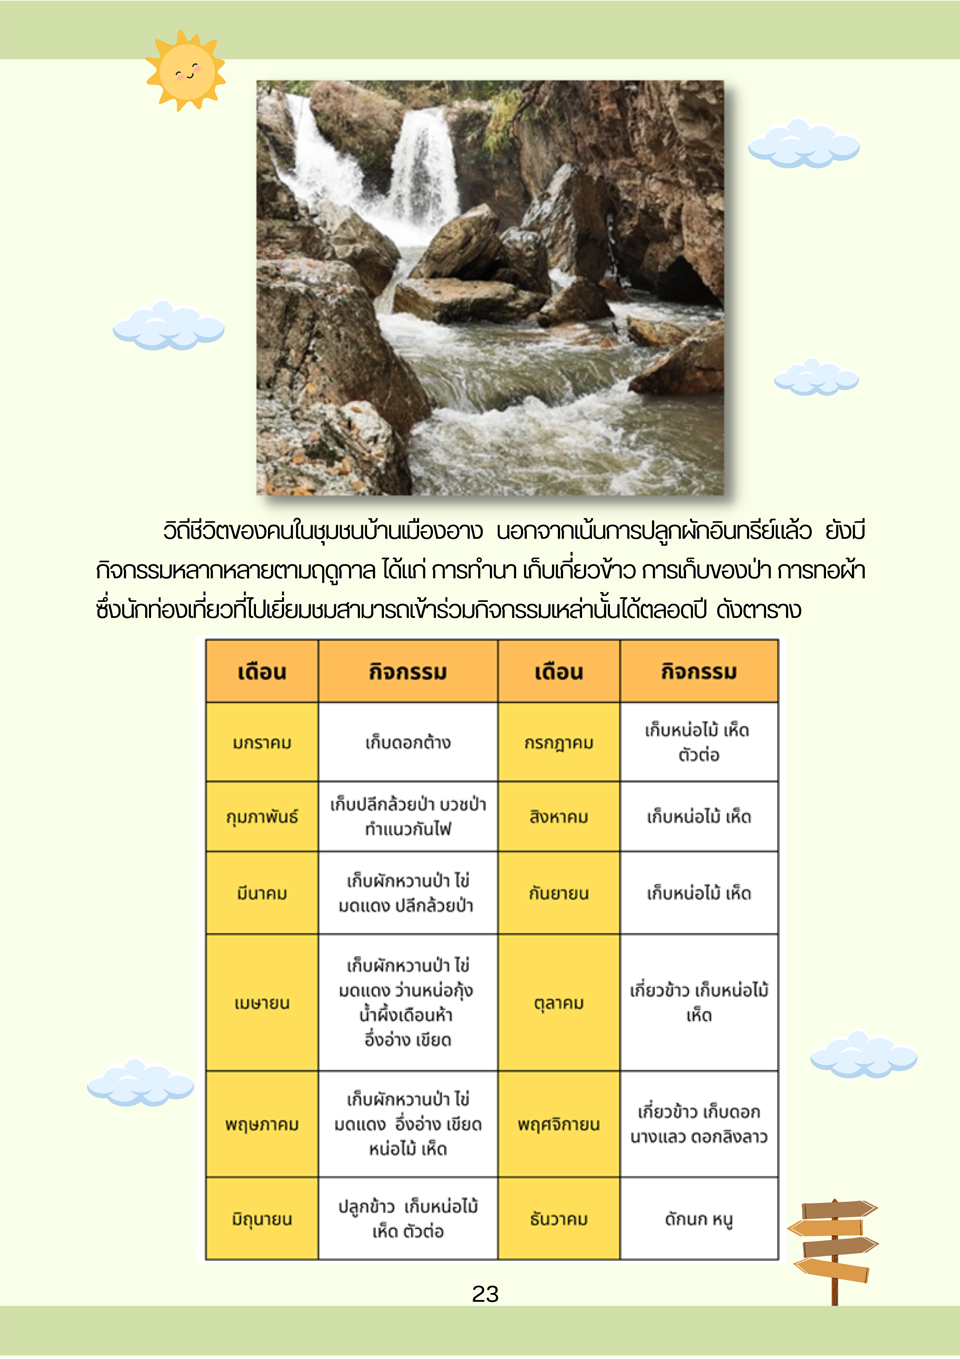 วิถีชีวิตของคนในชุมชนบ้านเมืองอาง นอกจากเน้นการปลูกผักอินทรีย์แล้ว ยังมี
กิจกรรมหลากหลายตามฤดูกาล ได้แก่ การทำนา เก็บเกี่ยวข้าว การเก็บของป่า การทอผ้า
ซึ่งนักท่องเที่ยวที่ไปเยี่ยมชมสามารถเข้าร่วมกิจกรรมเหล่านั้นได้ตลอดปี ดังตาราง
เดือน กิจกรรม เดือน กิจกรรม
มกราคม
เก็บดอกต้าง
กรกฎาคม
เก็บหน่อไม้ เห็ด
ตัวต่อ
กุมภาพันธ์
เก็บปลีกล้วยป่า บวชป่า
ทำแนวกันไฟ
สิงหาคม
เก็บหน่อไม้ เห็ด
มีนาคม
เก็บผักหวานป่า ไข่
มดแดง ปลีกล้วยป่า
กันยายน
เก็บหน่อไม้ เห็ด
เมษายน
เก็บผักหวานป่า ไข่
มดแดง ว่านหน่อกุ้ง
น้ำผึ้งเดือนห้า
อึ่งอ่าง เขียด
ตุลาคม
เกี่ยวข้าว เก็บหน่อไม้
เห็ด
พฤษภาคม
เก็บผักหวานป่า ไข่
มดแดง อึ่งอ่าง เขียด
หน่อไม้ เห็ด
พฤศจิกายน
เกี่ยวข้าว เก็บดอก
นางแลว ดอกลิงลาว
มิถุนายน
ปลูกข้าว เก็บหน่อไม้
เห็ด ตัวต่อ
ธันวาคม
ดักนก หนู
23